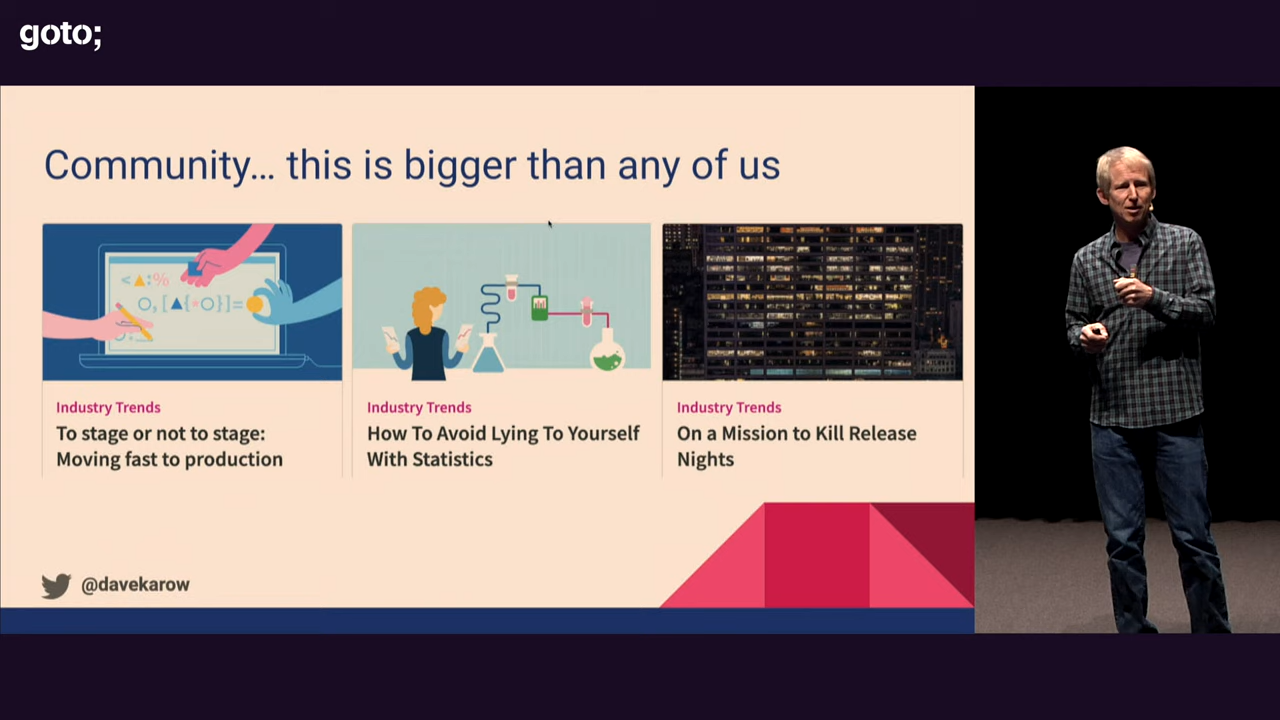 goto;
Community... this is bigger than any of us
Industry Trends
To stage or not to stage:
Moving fast to production
Industry Trends
How To Avoid Lying To Yourself
With Statistics
Industry Trends
On a Mission to Kill Release
Nights
@davekarow